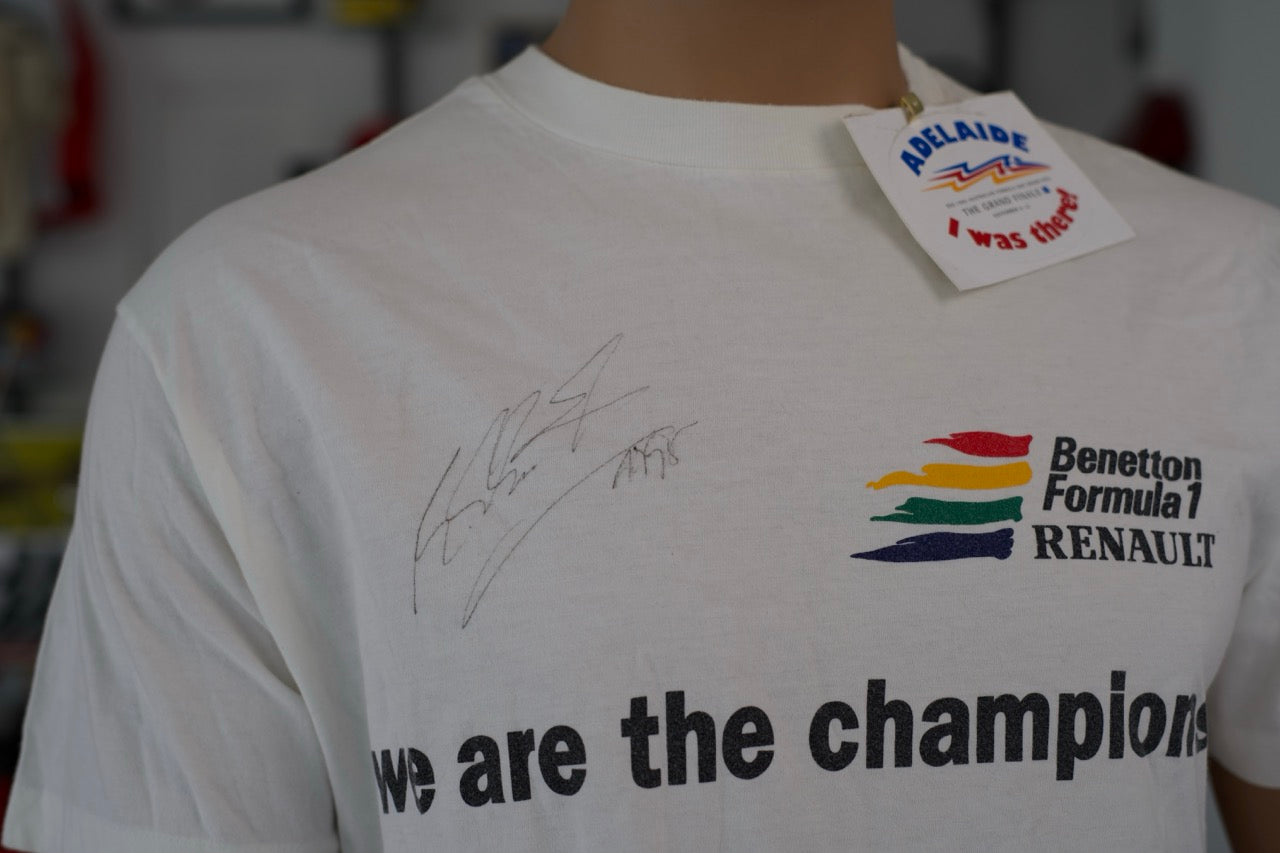 ADELAIDE
THE GRAND FINALE
I was there!
Benetton
Formula 1
RENAULT
we are the champions